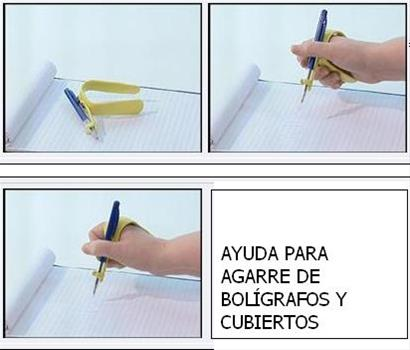 AYUDA PARA
AGARRE DE
BOLÍGRAFOS Y
CUBIERTOS